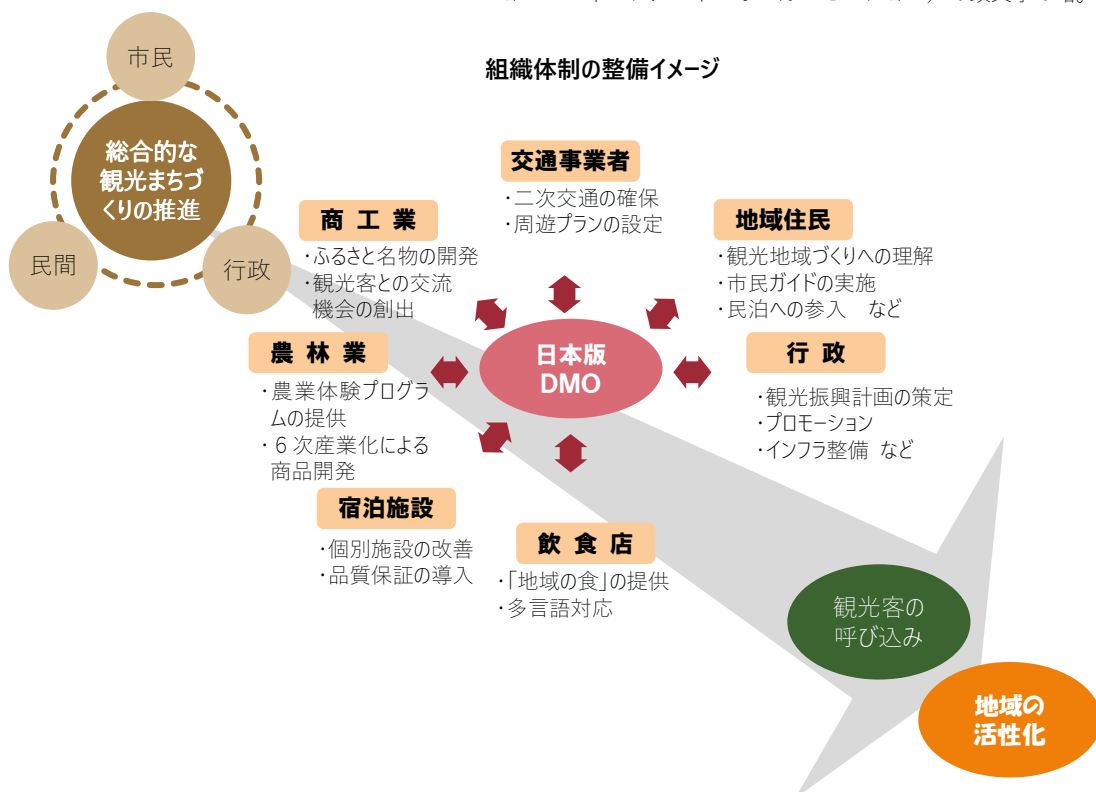 組織体制の整備イメージ
市民
総合的な
観光まちづ
くりの推進
民間
行政
交通事業者
・二次交通の確保
・周遊プランの設定
商工業
・ふるさと名物の開発
・観光客との交流
機会の創出
地域住民
・観光地域づくりへの理解
・市民ガイドの実施
・民泊への参入 など
農林業
・農業体験プログラ
ムの提供
・６次産業化による
商品開発
日本版
DMO
行政
・観光振興計画の策定
・プロモーション
・インフラ整備 など
宿泊施設
・個別施設の改善
・品質保証の導入
飲食店
・「地域の食」の提供
・多言語対応
観光客の
呼び込み
地域の
活性化